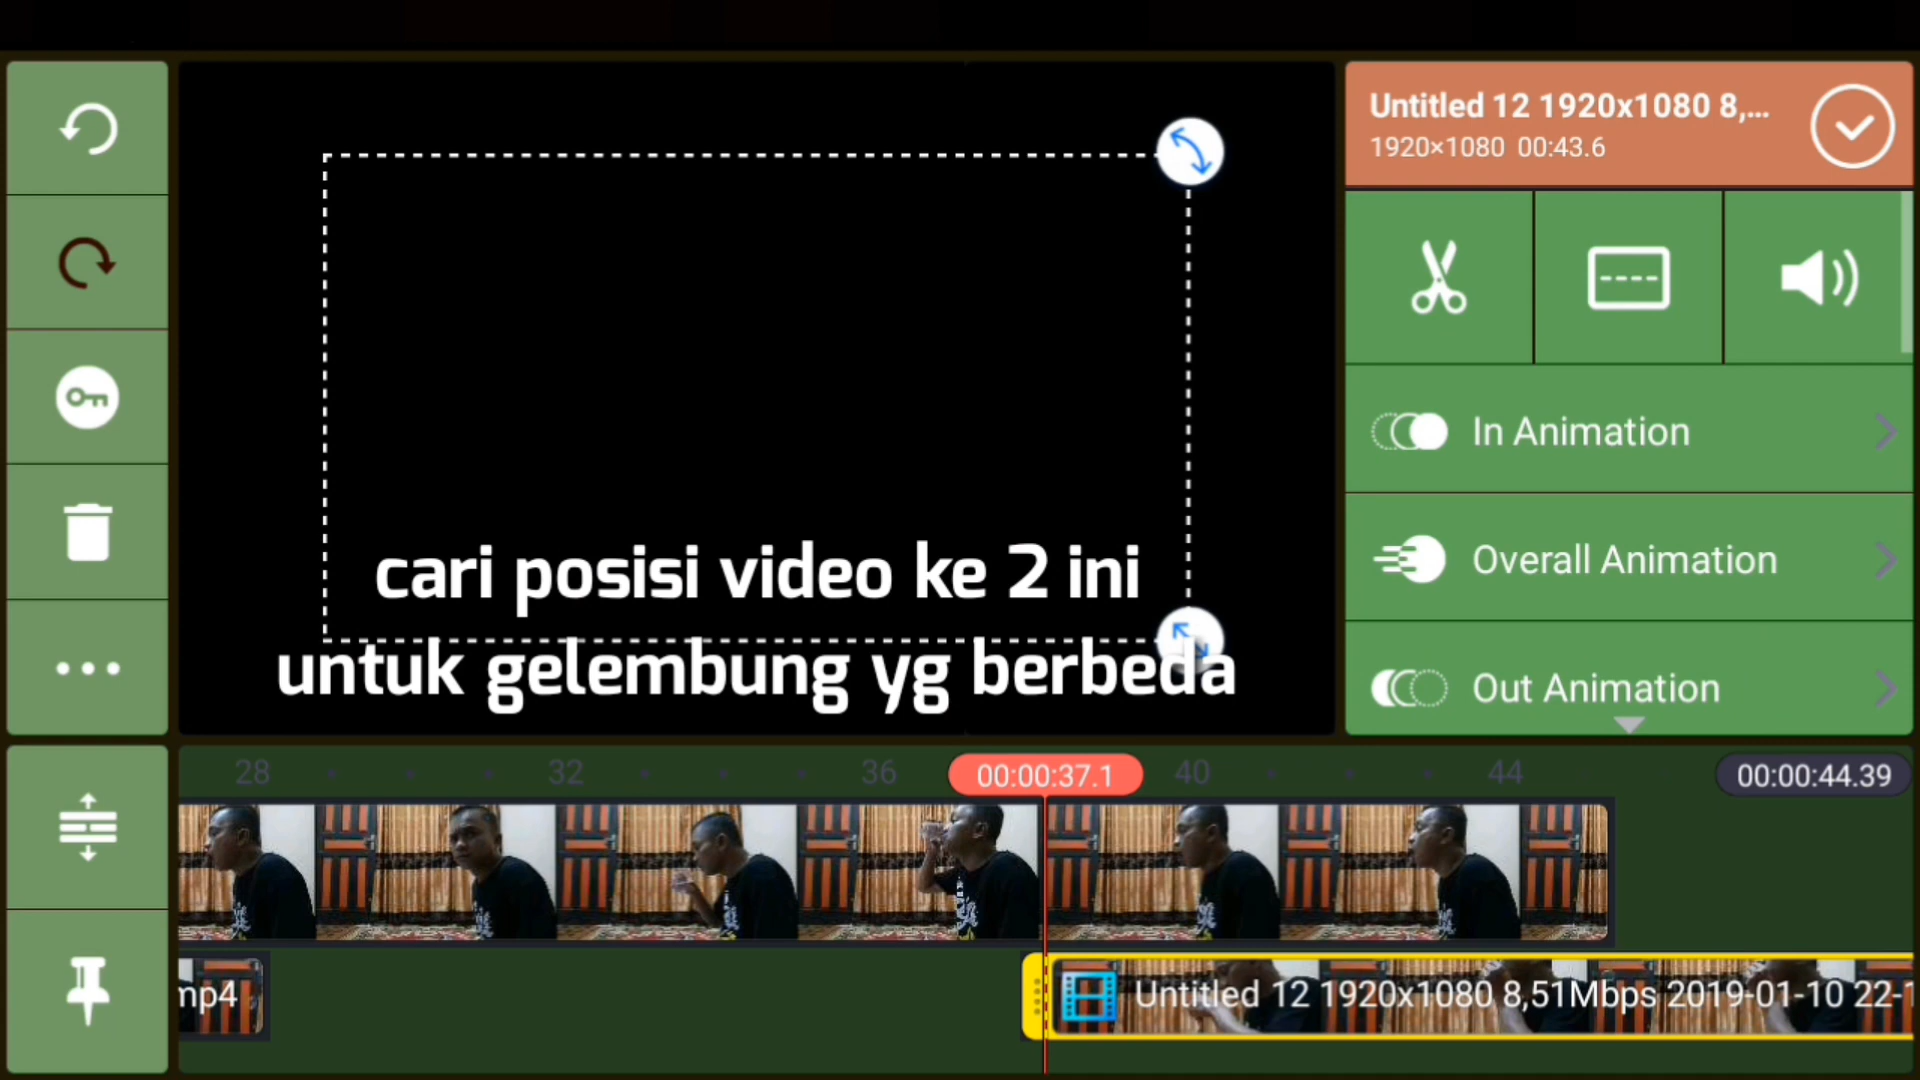 Untitled 12 1920x1080 8,...
1920×1080 00:43.6
In Animation
Overall Animation
Out Animation
cari posisi video ke 2 ini
untuk gelembung yg berbeda
28 32 36 00:00:37.1 40 44 00:00:44.39
mp4
Untitled 12 1920x1080 8,51Mbps 2019-01-10 22-